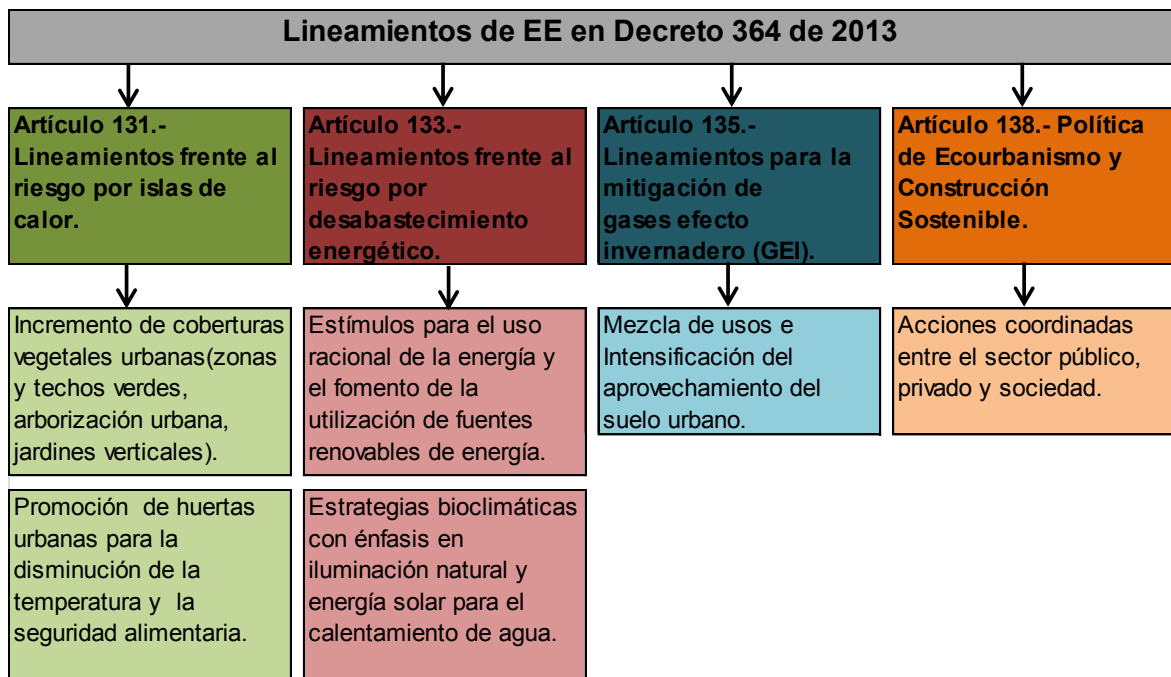 Lineamientos de EE en Decreto 364 de 2013
Artículo 131.-
Lineamientos frente al
riesgo por islas de
calor.
Artículo 133.-
Lineamientos frente al
riesgo por
desabastecimiento
energético.
Artículo 135.-
Lineamientos para la
mitigación de
gases efecto
invernadero (GEI).
Artículo 138.- Política
de Ecourbanismo y
Construcción
Sostenible.
Incremento de coberturas
vegetales urbanas(zonas
y techos verdes,
arborización urbana,
jardines verticales).
Estímulos para el uso
racional de la energía y
el fomento de la
utilización de fuentes
renovables de energía.
Mezcla de usos e
Intensificación del
aprovechamiento del
suelo urbano.
Acciones coordinadas
entre el sector público,
privado y sociedad.
Promoción de huertas
urbanas para la
disminución de la
temperatura y la
seguridad alimentaria.
Estrategias bioclimáticas
con énfasis en
iluminación natural y
energía solar para el
calentamiento de agua.